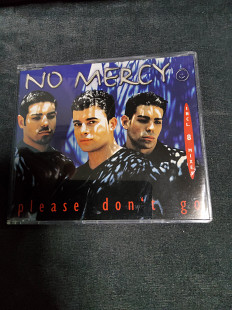 NO MERCY
incl. 8 mixes
please don't go